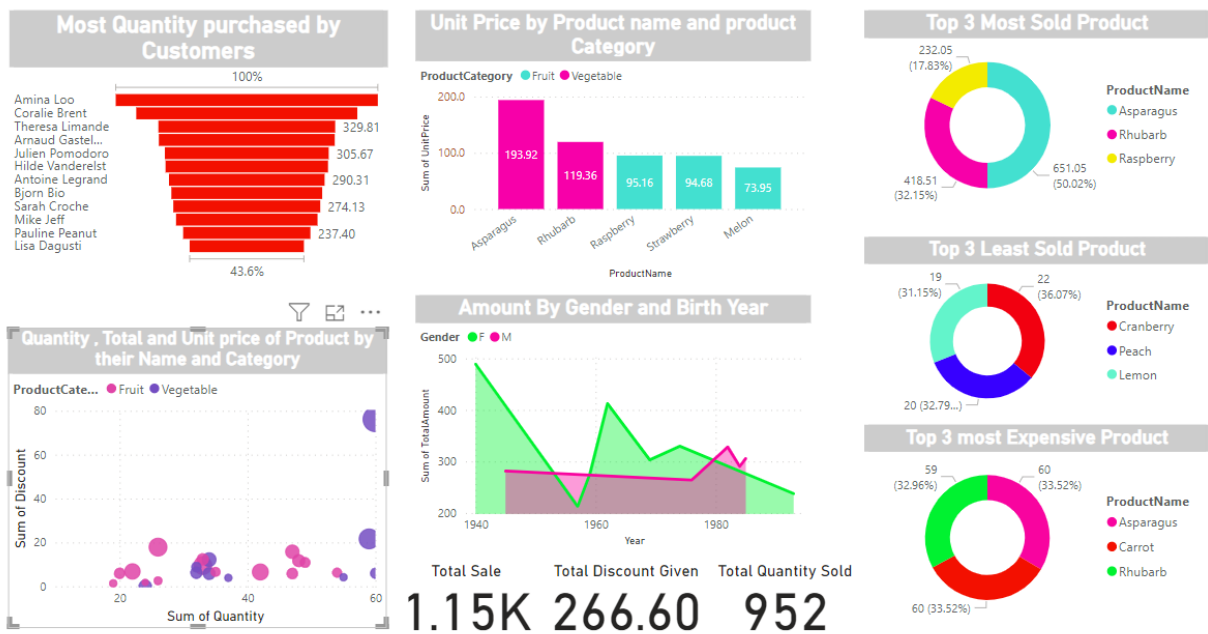 Most Quantity purchased by
Customers
100%
Amina Loo
Coralie Brent
Theresa Limande
329.81
Arnaud Gastel...
Julien Pomodoro
305.67
Hilde Vanderelst
Antoine Legrand
290.31
Bjorn Bio
Sarah Croche
274.13
Mike Jeff
Pauline Peanut
237.40
Lisa Dagusti
43.6%
Unit Price by Product name and product
Category
ProductCategory Fruit Vegetable
Sum of UnitPrice
200.0
100.0
0.0
193.92
119.36
95.16
94.68
73.95
Asparagus
Rhubarb
Raspberry
Strawberry
Melon
ProductName
Top 3 Most Sold Product
232.05
(17.83%)
418.51
(32.15%)
651.05
(50.02%)
ProductName
Asparagus
Rhubarb
Raspberry
Top 3 Least Sold Product
19
(31.15%)
22
(36.07%)
20 (32.79...)
ProductName
Cranberry
Peach
Lemon
Quantity , Total and Unit price of Product by
their Name and Category
ProductCate... Fruit Vegetable
Sum of Discount
80
60
40
20
0
20
40
60
Sum of Quantity
Amount By Gender and Birth Year
Gender F M
Sum of TotalAmount
500
400
300
200
1940
1960
1980
Year
Top 3 most Expensive Product
59
(32.96%)
60
(33.52%)
60 (33.52%)
ProductName
Asparagus
Carrot
Rhubarb
Total Sale
1.15K
Total Discount Given
266.60
Total Quantity Sold
952